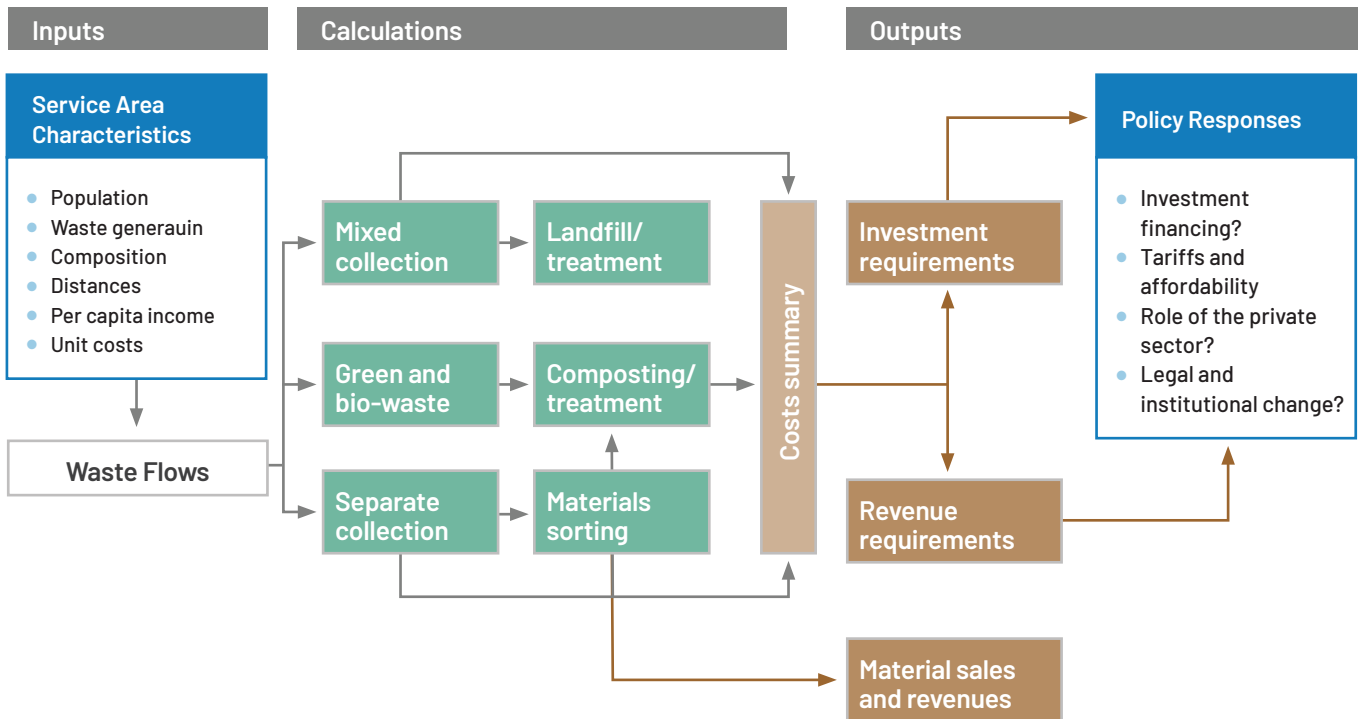 Inputs
Calculations
Outputs
Service Area
Characteristics
Population
Waste generauin
Composition
Distances
Per capita income
Unit costs
Waste Flows
Mixed
collection
Landfill/
treatment
Green and
bio-waste
Composting/
treatment
Separate
collection
Materials
sorting
Costs summary
Investment
requirements
Revenue
requirements
Material sales
and revenues
Policy Responses
Investment
financing?
Tariffs and
affordability
Role of the private
sector?
Legal and
institutional change?